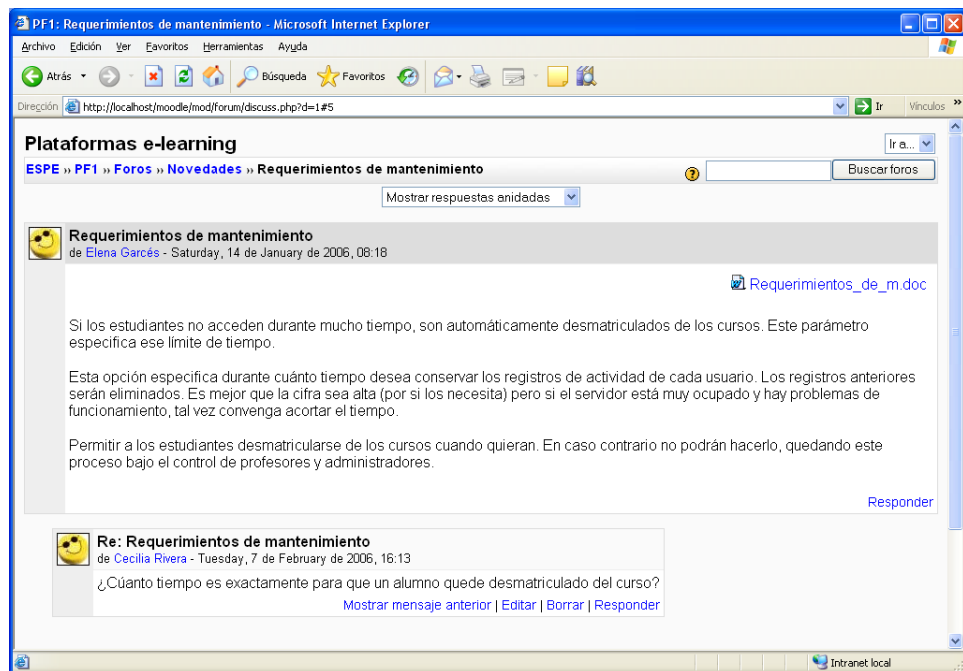 PF1: Requerimientos de mantenimiento - Microsoft Internet Explorer
Archivo Edición Ver Favoritos Herramientas Ayuda
Atrás Búsqueda Favoritos
Dirección http://localhost/moodle/mod/forum/discuss.php?d=1#5 Ir Vínculos »
Plataformas e-learning Ir a...
ESPE » PF1 » Foros » Novedades » Requerimientos de mantenimiento ? Buscar foros
Mostrar respuestas anidadas
Requerimientos de mantenimiento
de Elena Garcés - Saturday, 14 de January de 2006, 08:18
Requerimientos_de_m.doc
Si los estudiantes no acceden durante mucho tiempo, son automáticamente desmatriculados de los cursos. Este parámetro
especifica ese límite de tiempo.
Esta opción especifica durante cuánto tiempo desea conservar los registros de actividad de cada usuario. Los registros anteriores
serán eliminados. Es mejor que la cifra sea alta (por si los necesita) pero si el servidor está muy ocupado y hay problemas de
funcionamiento, tal vez convenga acortar el tiempo.
Permitir a los estudiantes desmatricularse de los cursos cuando quieran. En caso contrario no podrán hacerlo, quedando este
proceso bajo el control de profesores y administradores.
Responder
Re: Requerimientos de mantenimiento
de Cecilia Rivera - Tuesday, 7 de February de 2006, 16:13
¿Cúanto tiempo es exactamente para que un alumno quede desmatriculado del curso?
Mostrar mensaje anterior | Editar | Borrar | Responder
Intranet local